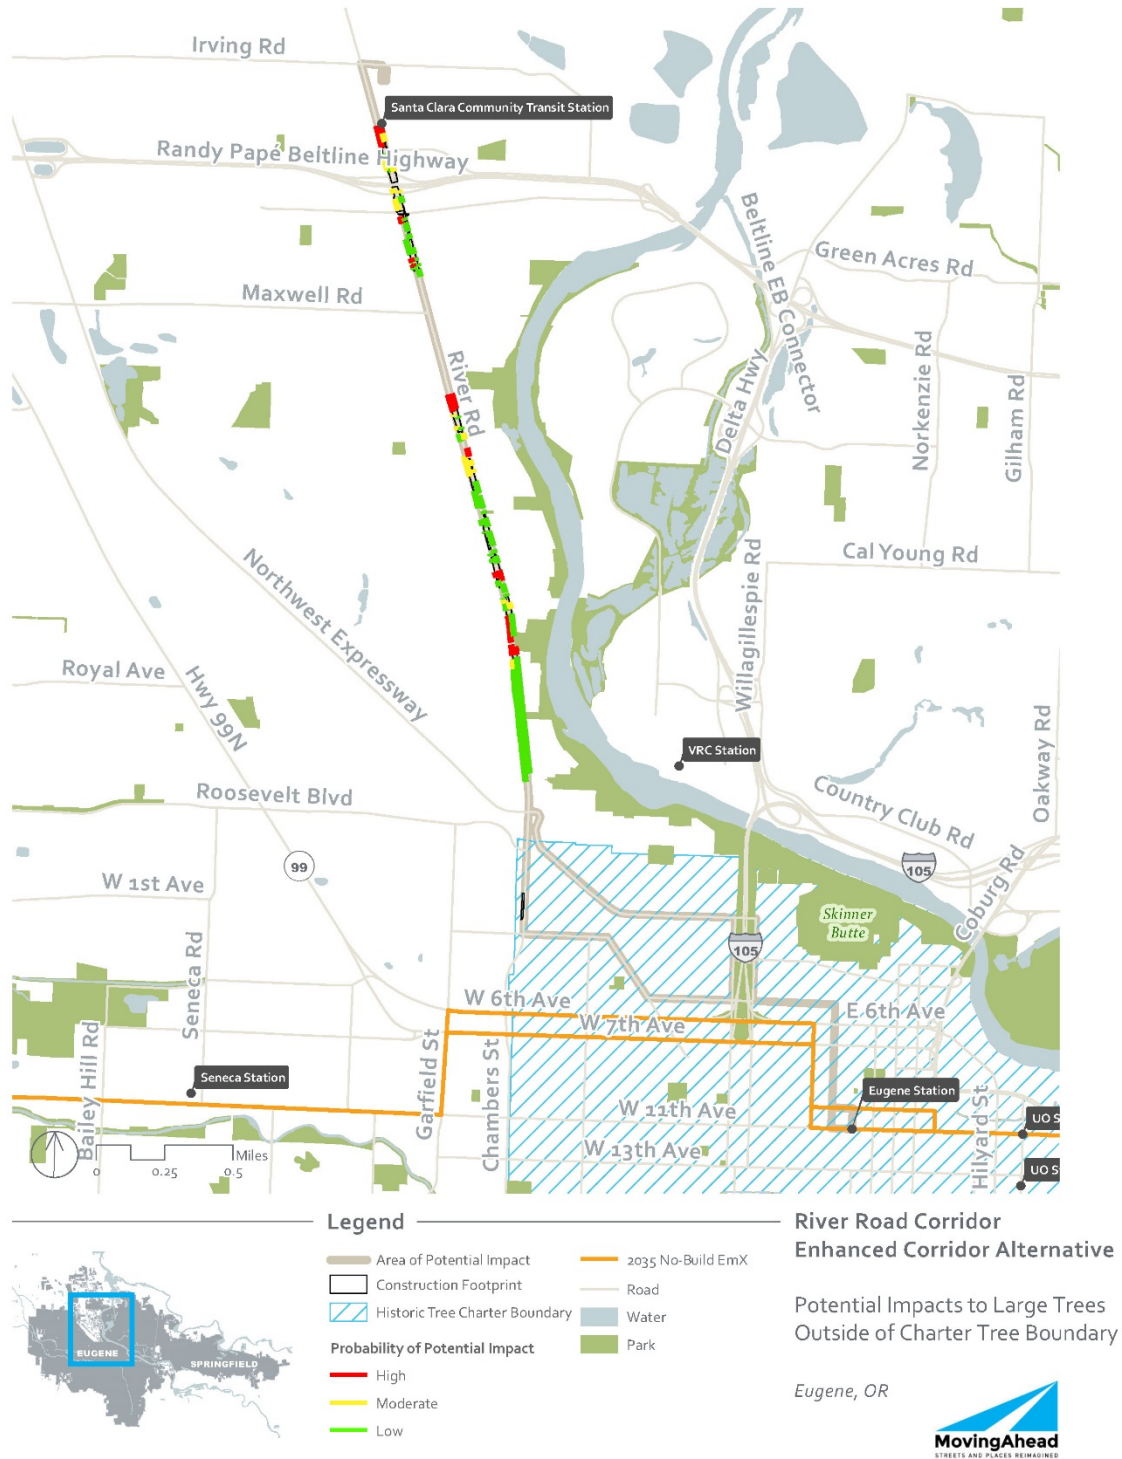 Irving Rd
Santa Clara Community Transit Station
Randy Papé Beltline Highway
Beltline EB Connector
Green Acres Rd
Maxwell Rd
River Rd
Delta Hwy
Norkenzie Rd
Gilham Rd
Cal Young Rd
Northwest Expressway
Willagillespie Rd
Royal Ave
Hwy 99N
VRC Station
Oakway Rd
Roosevelt Blvd
Country Club Rd
99
105
W 1st Ave
Coburg Rd
Skinner
Butte
105
Seneca Rd
W 6th Ave
E 6th Ave
W 7th Ave
Bailey Hill Rd
Garfield St
Chambers St
Seneca Station
Eugene Station
W 11th Ave
Hilyard St
UO S
W 13th Ave
UO S
Miles
0
0.25
0.5
Legend
Area of Potential Impact
Construction Footprint
Historic Tree Charter Boundary
Probability of Potential Impact
High
Moderate
Low
2035 No-Build EmX
Road
Water
Park
EUGENE
SPRINGFIELD
River Road Corridor
Enhanced Corridor Alternative
Potential Impacts to Large Trees
Outside of Charter Tree Boundary
Eugene, OR
MovingAhead
STREETS AND PLACES REIMAGINED